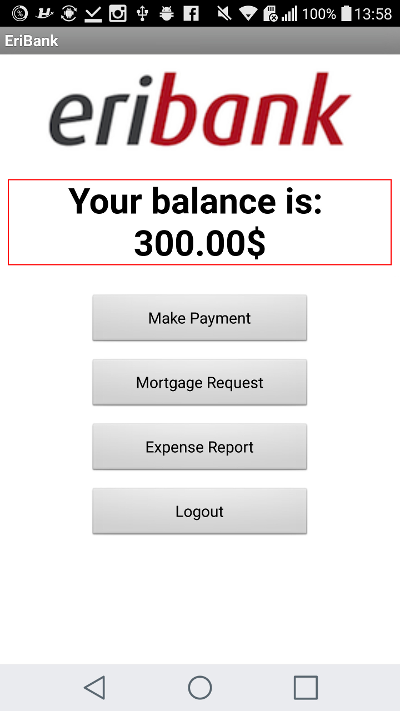 100% 13:58
EriBank
eribank
Your balance is:
300.00$
Make Payment
Mortgage Request
Expense Report
Logout